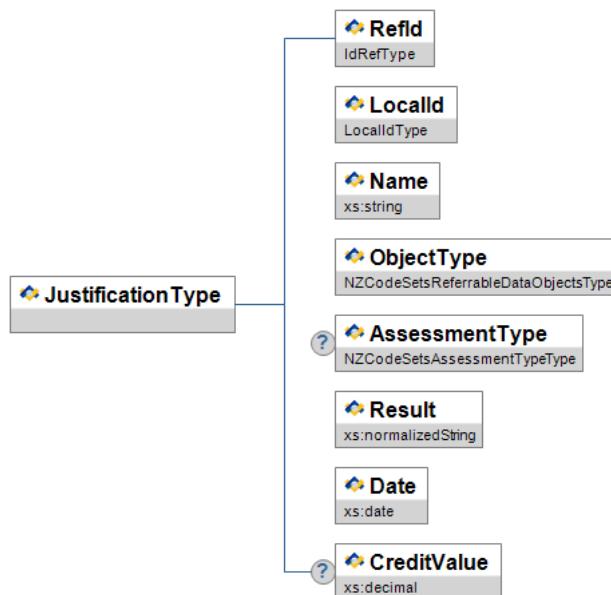 RefId
IdRefType
LocalId
LocalIdType
Name
xs:string
ObjectType
NZCodeSetsReferrableDataObjectsType
JustificationType
?
AssessmentType
NZCodeSetsAssessmentTypeType
Result
xs:normalizedString
Date
xs:date
?
CreditValue
xs:decimal